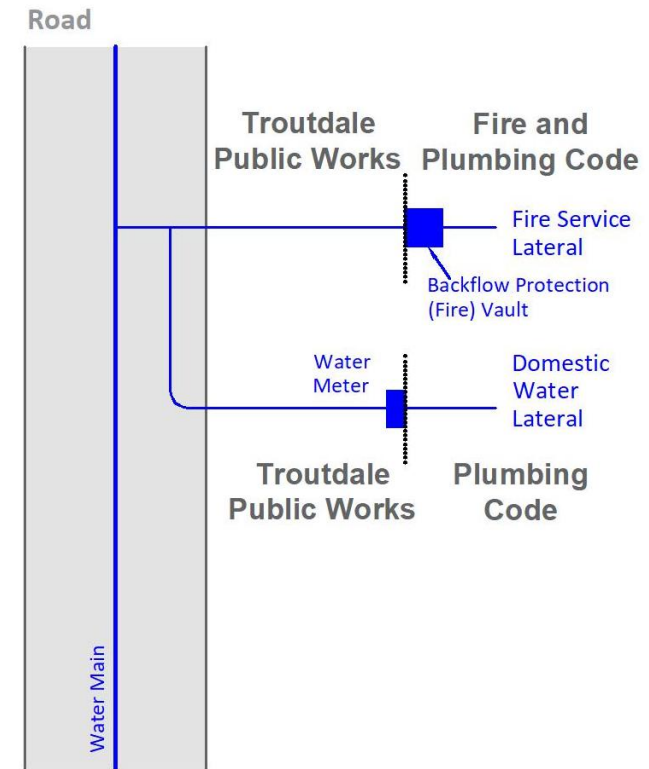 Road
Troutdale
Public Works
Fire and
Plumbing Code
Fire Service
Lateral
Backflow Protection
(Fire) Vault
Water
Meter
Domestic
Water
Lateral
Troutdale
Public Works
Plumbing
Code
Water Main